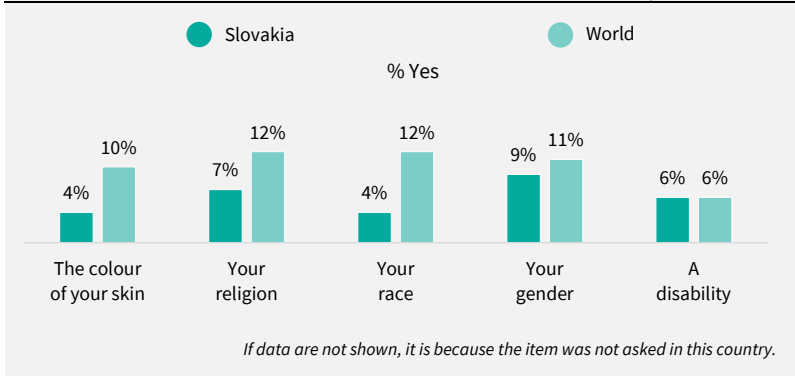 Slovakia World
% Yes
4% 10% 7% 12% 4% 12% 9% 11% 6% 6%
The colour
of your skin
Your
religion
Your
race
Your
gender
A
disability
If data are not shown, it is because the item was not asked in this country.